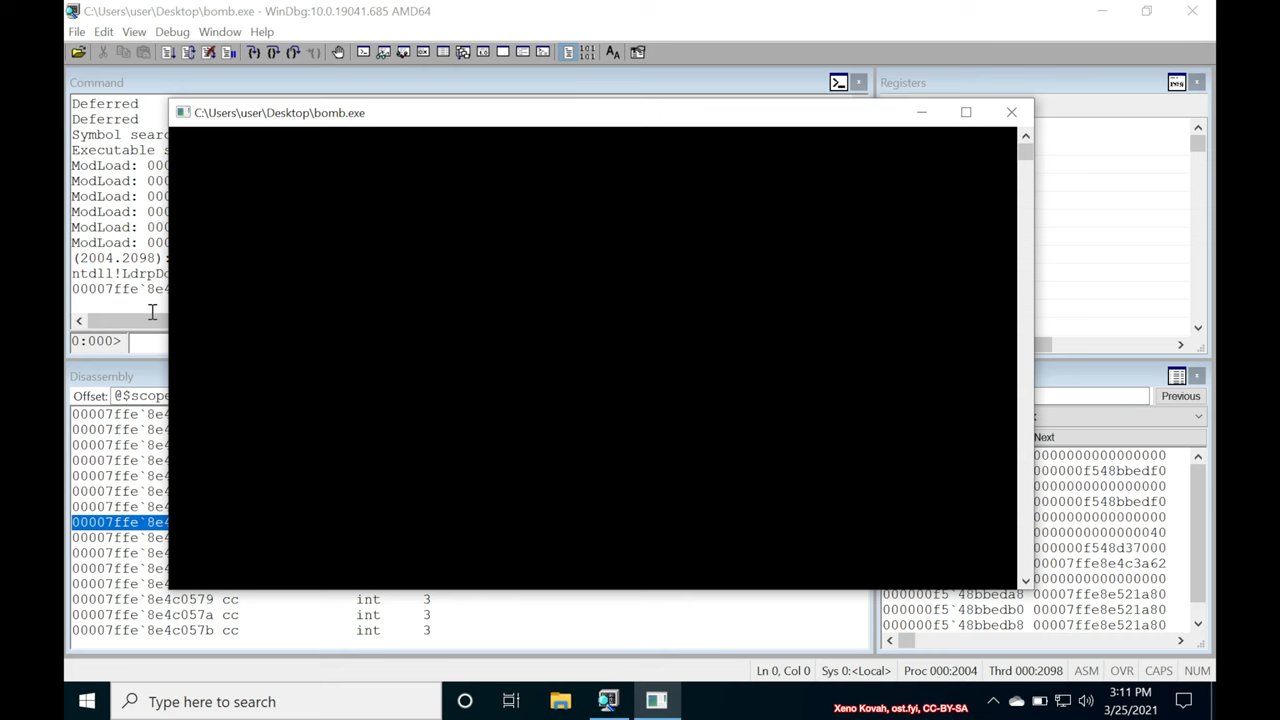 C:\Users\user\Desktop\bomb.exe - WinDbg:10.0.19041.685 AMD64
File Edit View Debug Window Help
Command
Registers
Deferred
Deferred
Symbol searc
Executable s
ModLoad: 000
ModLoad: 000
ModLoad: 000
ModLoad: 000
ModLoad: 000
ModLoad: 000
(2004.2098):
ntdll!LdrpDo
00007ffe`8e4
0:000>
C:\Users\user\Desktop\bomb.exe
Disassembly
Offset: @$scope
Previous
00007ffe`8e4
00007ffe`8e4
00007ffe`8e4
00007ffe`8e4
00007ffe`8e4
00007ffe`8e4
00007ffe`8e4
00007ffe`8e4
00007ffe`8e4
00007ffe`8e4
00007ffe`8e4
00007ffe`8e4
00007ffe`8e4c0579 cc int 3
00007ffe`8e4c057a cc int 3
00007ffe`8e4c057b cc int 3
Next
0000000000000000
000000f548bbedf0
0000000000000000
000000f548bbedf0
0000000000000000
0000000000000040
000000f548d37000
00007ffe8e4c3a62
0000000000000000
000000f5`48bbeda8 00007ffe8e521a80
000000f5`48bbedb0 00007ffe8e521a80
000000f5`48bbedb8 00007ffe8e521a80
Ln 0, Col 0 Sys 0:<Local> Proc 000:2004 Thrd 000:2098 ASM OVR CAPS NUM
Type here to search
Xeno Kovah, ost.fyi, CC-BY-SA
3:11 PM
3/25/2021